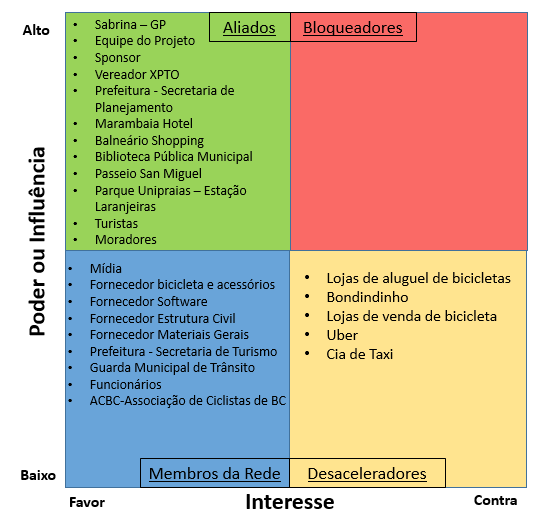 Alto
Aliados
Bloqueadores
• Sabrina – GP
• Equipe do Projeto
• Sponsor
• Vereador XPTO
• Prefeitura - Secretaria de
Planejamento
• Marambaia Hotel
• Balneário Shopping
• Biblioteca Pública Municipal
• Passeio San Miguel
• Parque Unipraias – Estação
Laranjeiras
• Turistas
• Moradores
Poder ou Influência
• Mídia
• Fornecedor bicicleta e acessórios
• Fornecedor Software
• Fornecedor Estrutura Civil
• Fornecedor Materiais Gerais
• Prefeitura - Secretaria de Turismo
• Guarda Municipal de Trânsito
• Funcionários
• ACBC-Associação de Ciclistas de BC
• Lojas de aluguel de bicicletas
• Bondindinho
• Lojas de venda de bicicleta
• Uber
• Cia de Taxi
Membros da Rede
Desaceleradores
Baixo
Favor
Interesse
Contra